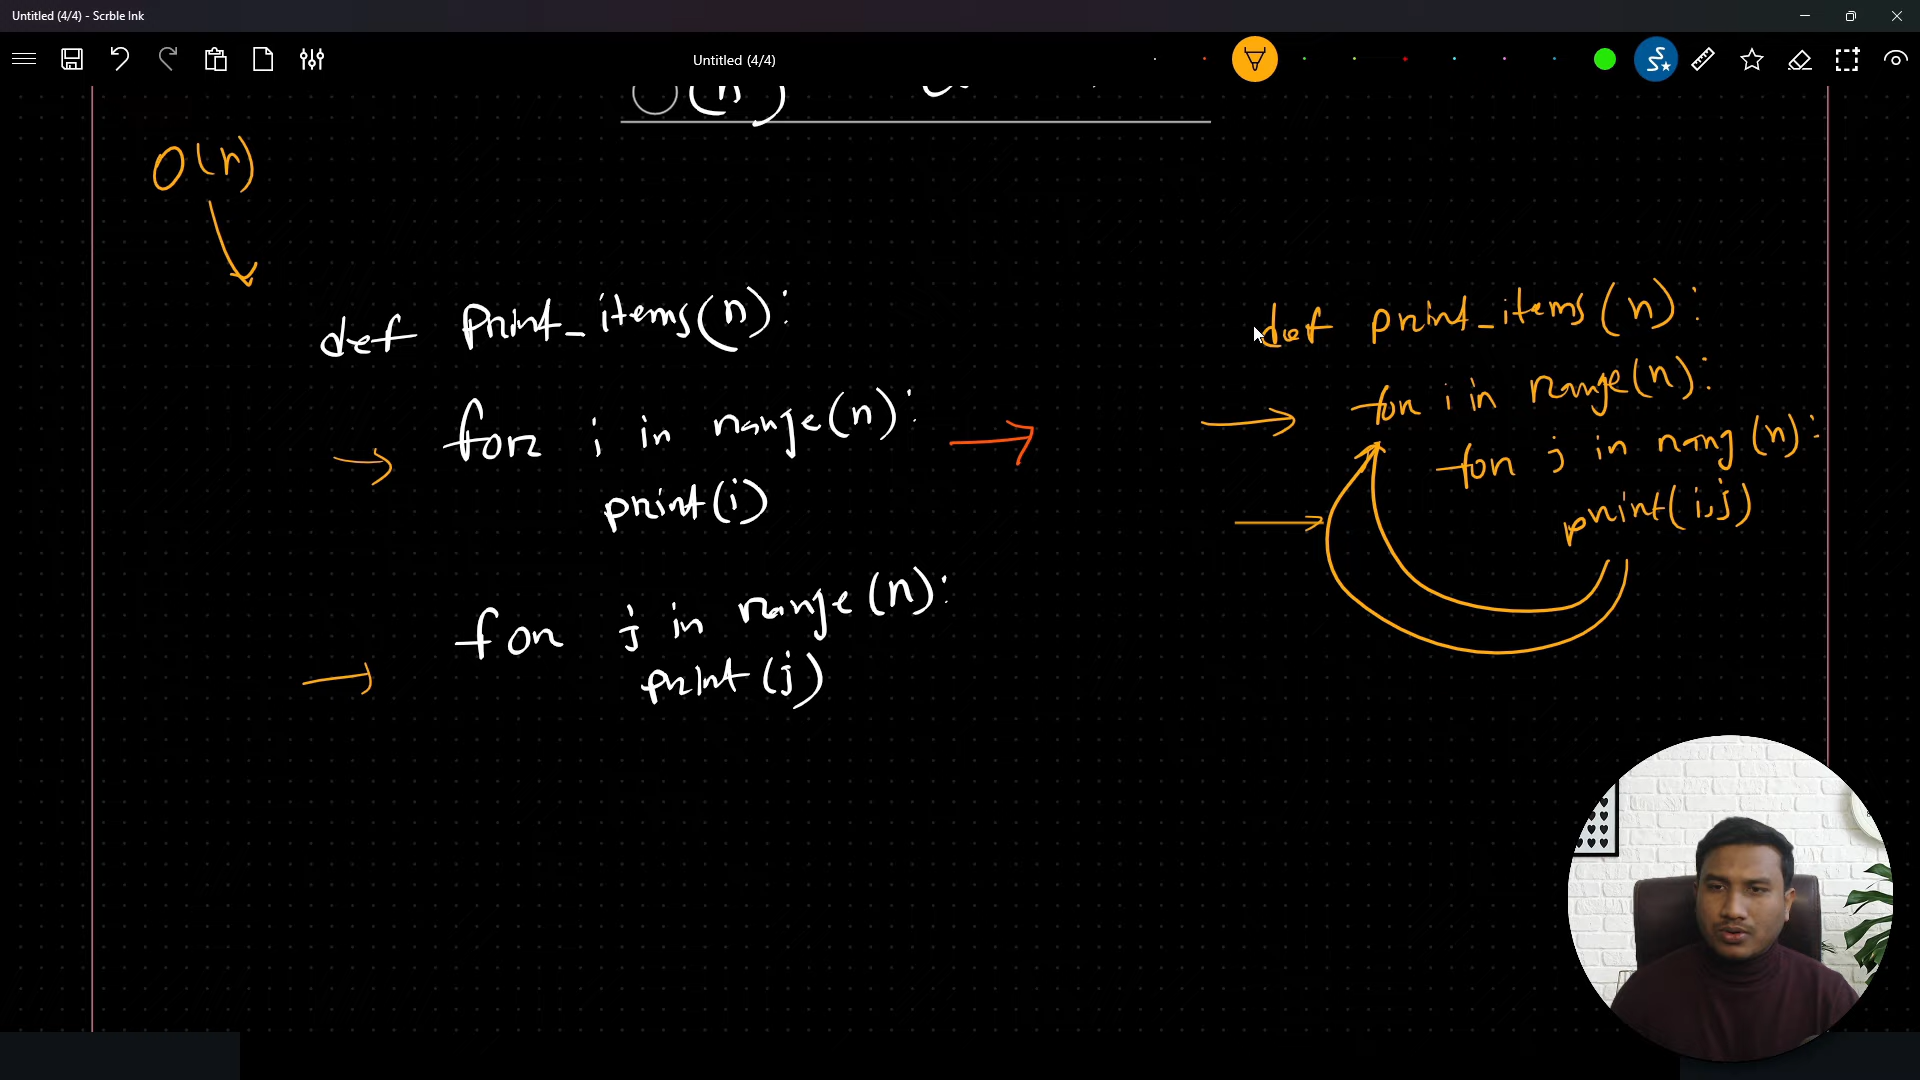 Untitled (4/4) - Scrble Ink
Untitled (4/4)
O(n)
O(n)
def print_items(n):
for i in range(n):
print(i)
for j in range(n):
print(j)
def print_items(n):
for i in range(n):
for j in rang(n):
print(i,j)